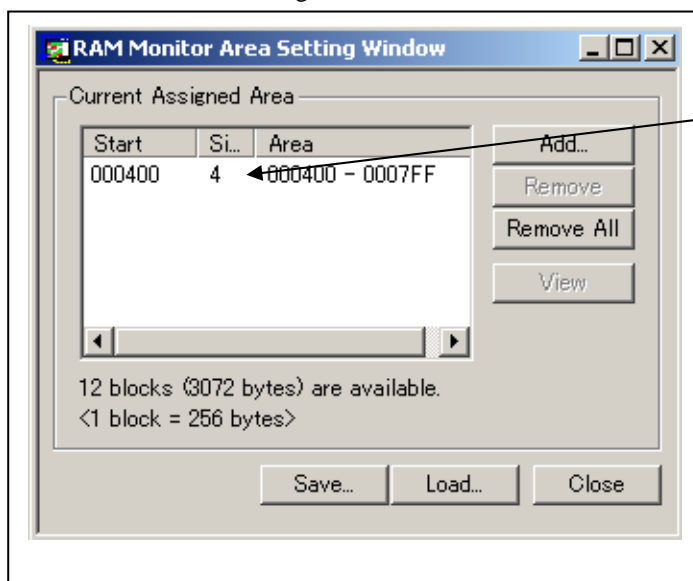 RAM Monitor Area Setting Window
Current Assigned Area
Start Si... Area
000400 4 000400 - 0007FF
Add...
Remove
Remove All
View
12 blocks (3072 bytes) are available.
<1 block = 256 bytes>
Save... Load... Close